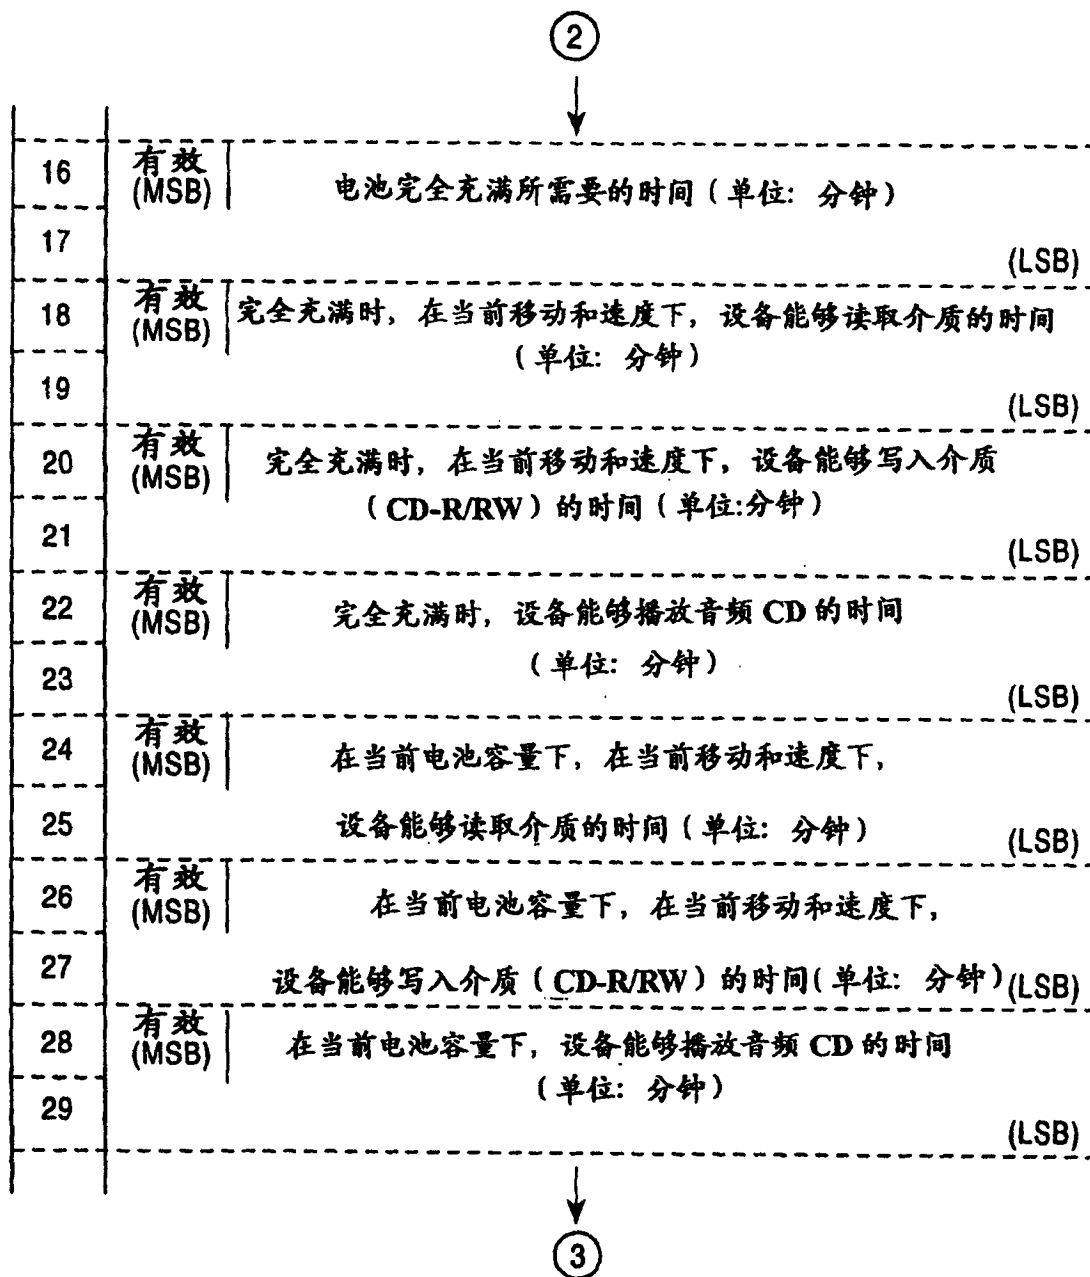 2
16
有效
(MSB)
电池完全充满所需要的时间(单位: 分钟)
17
(LSB)
18
有效
(MSB)
完全充满时, 在当前移动和速度下, 设备能够读取介质的时间
(单位: 分钟)
19
(LSB)
20
有效
(MSB)
完全充满时, 在当前移动和速度下, 设备能够写入介质
(CD-R/RW)的时间(单位:分钟)
21
(LSB)
22
有效
(MSB)
完全充满时, 设备能够播放音频 CD 的时间
(单位: 分钟)
23
(LSB)
24
有效
(MSB)
在当前电池容量下, 在当前移动和速度下,
25
设备能够读取介质的时间(单位: 分钟)
(LSB)
26
有效
(MSB)
在当前电池容量下, 在当前移动和速度下,
27
设备能够写入介质(CD-R/RW)的时间(单位: 分钟)
(LSB)
28
有效
(MSB)
在当前电池容量下, 设备能够播放音频 CD 的时间
(单位: 分钟)
29
(LSB)
3